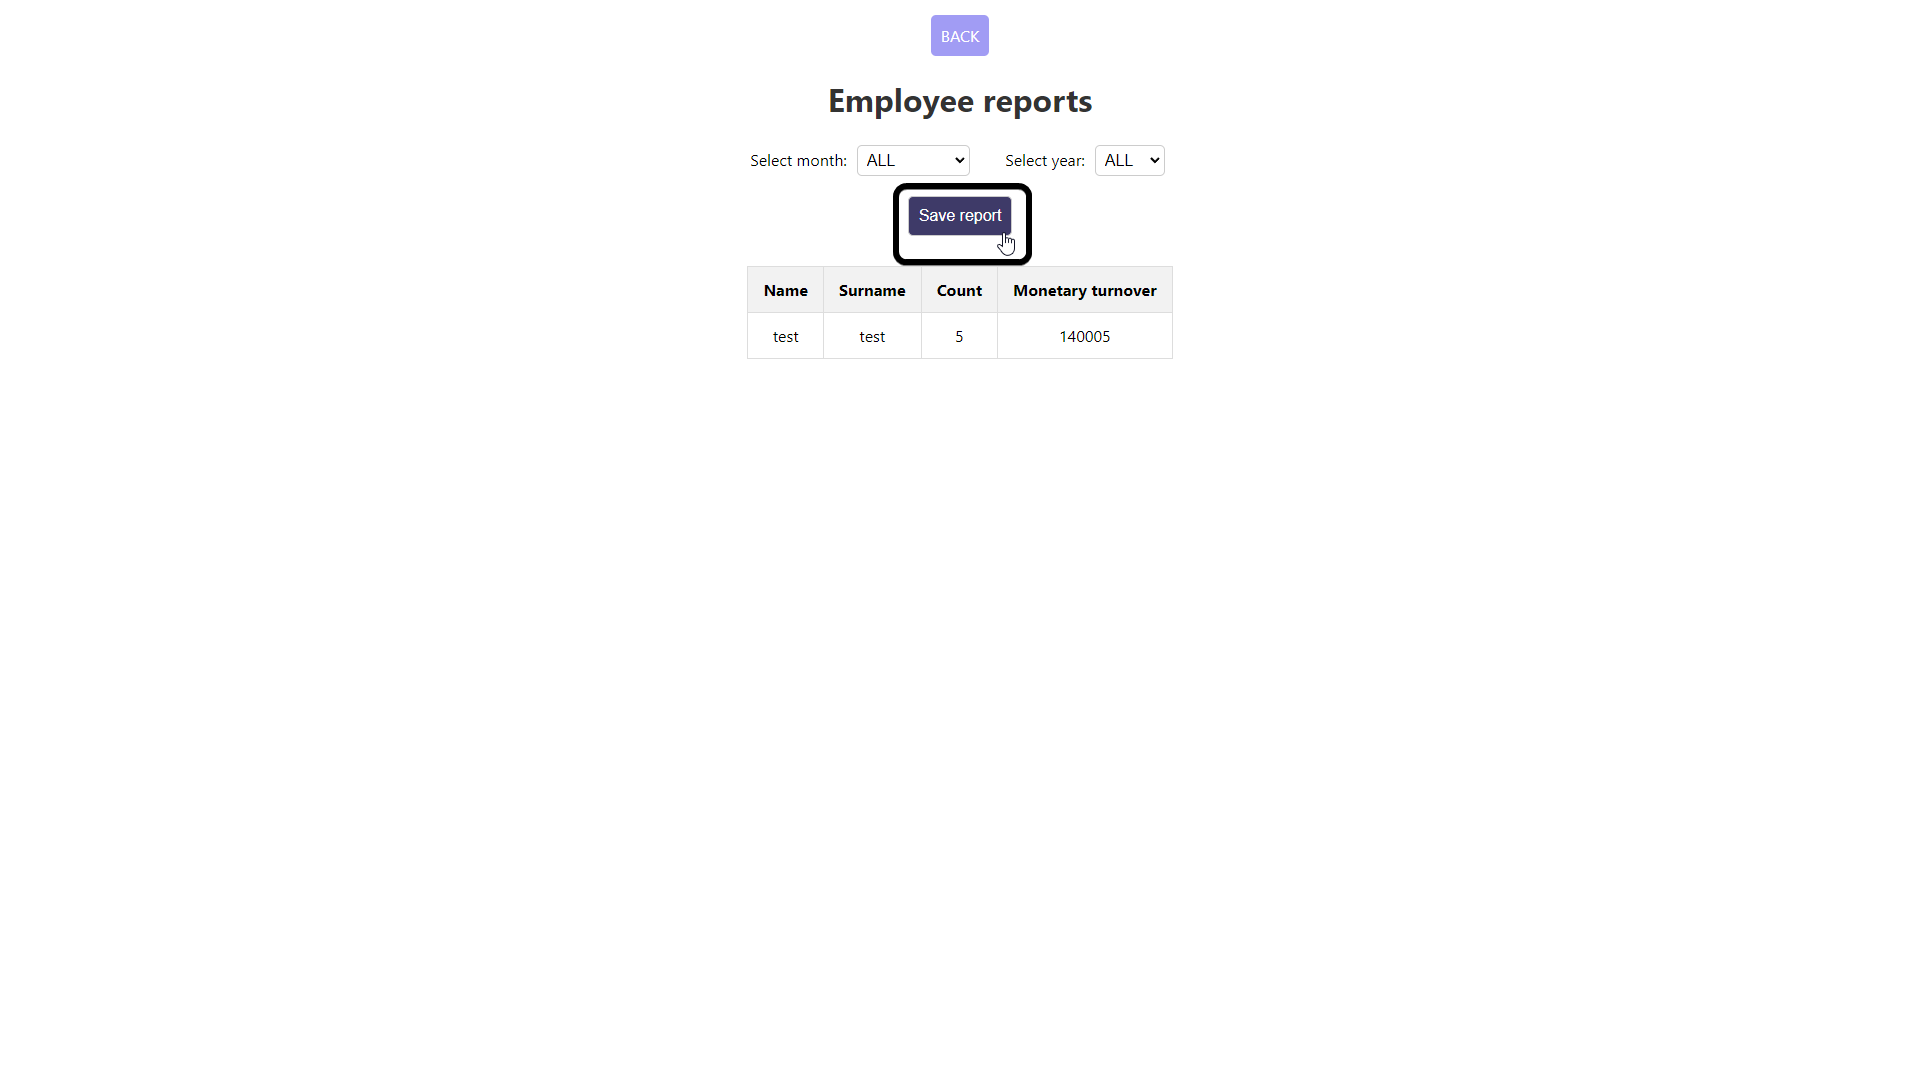 BACK
Employee reports
Select month: ALL Select year: ALL
Save report
Name Surname Count Monetary turnover
test test 5 140005